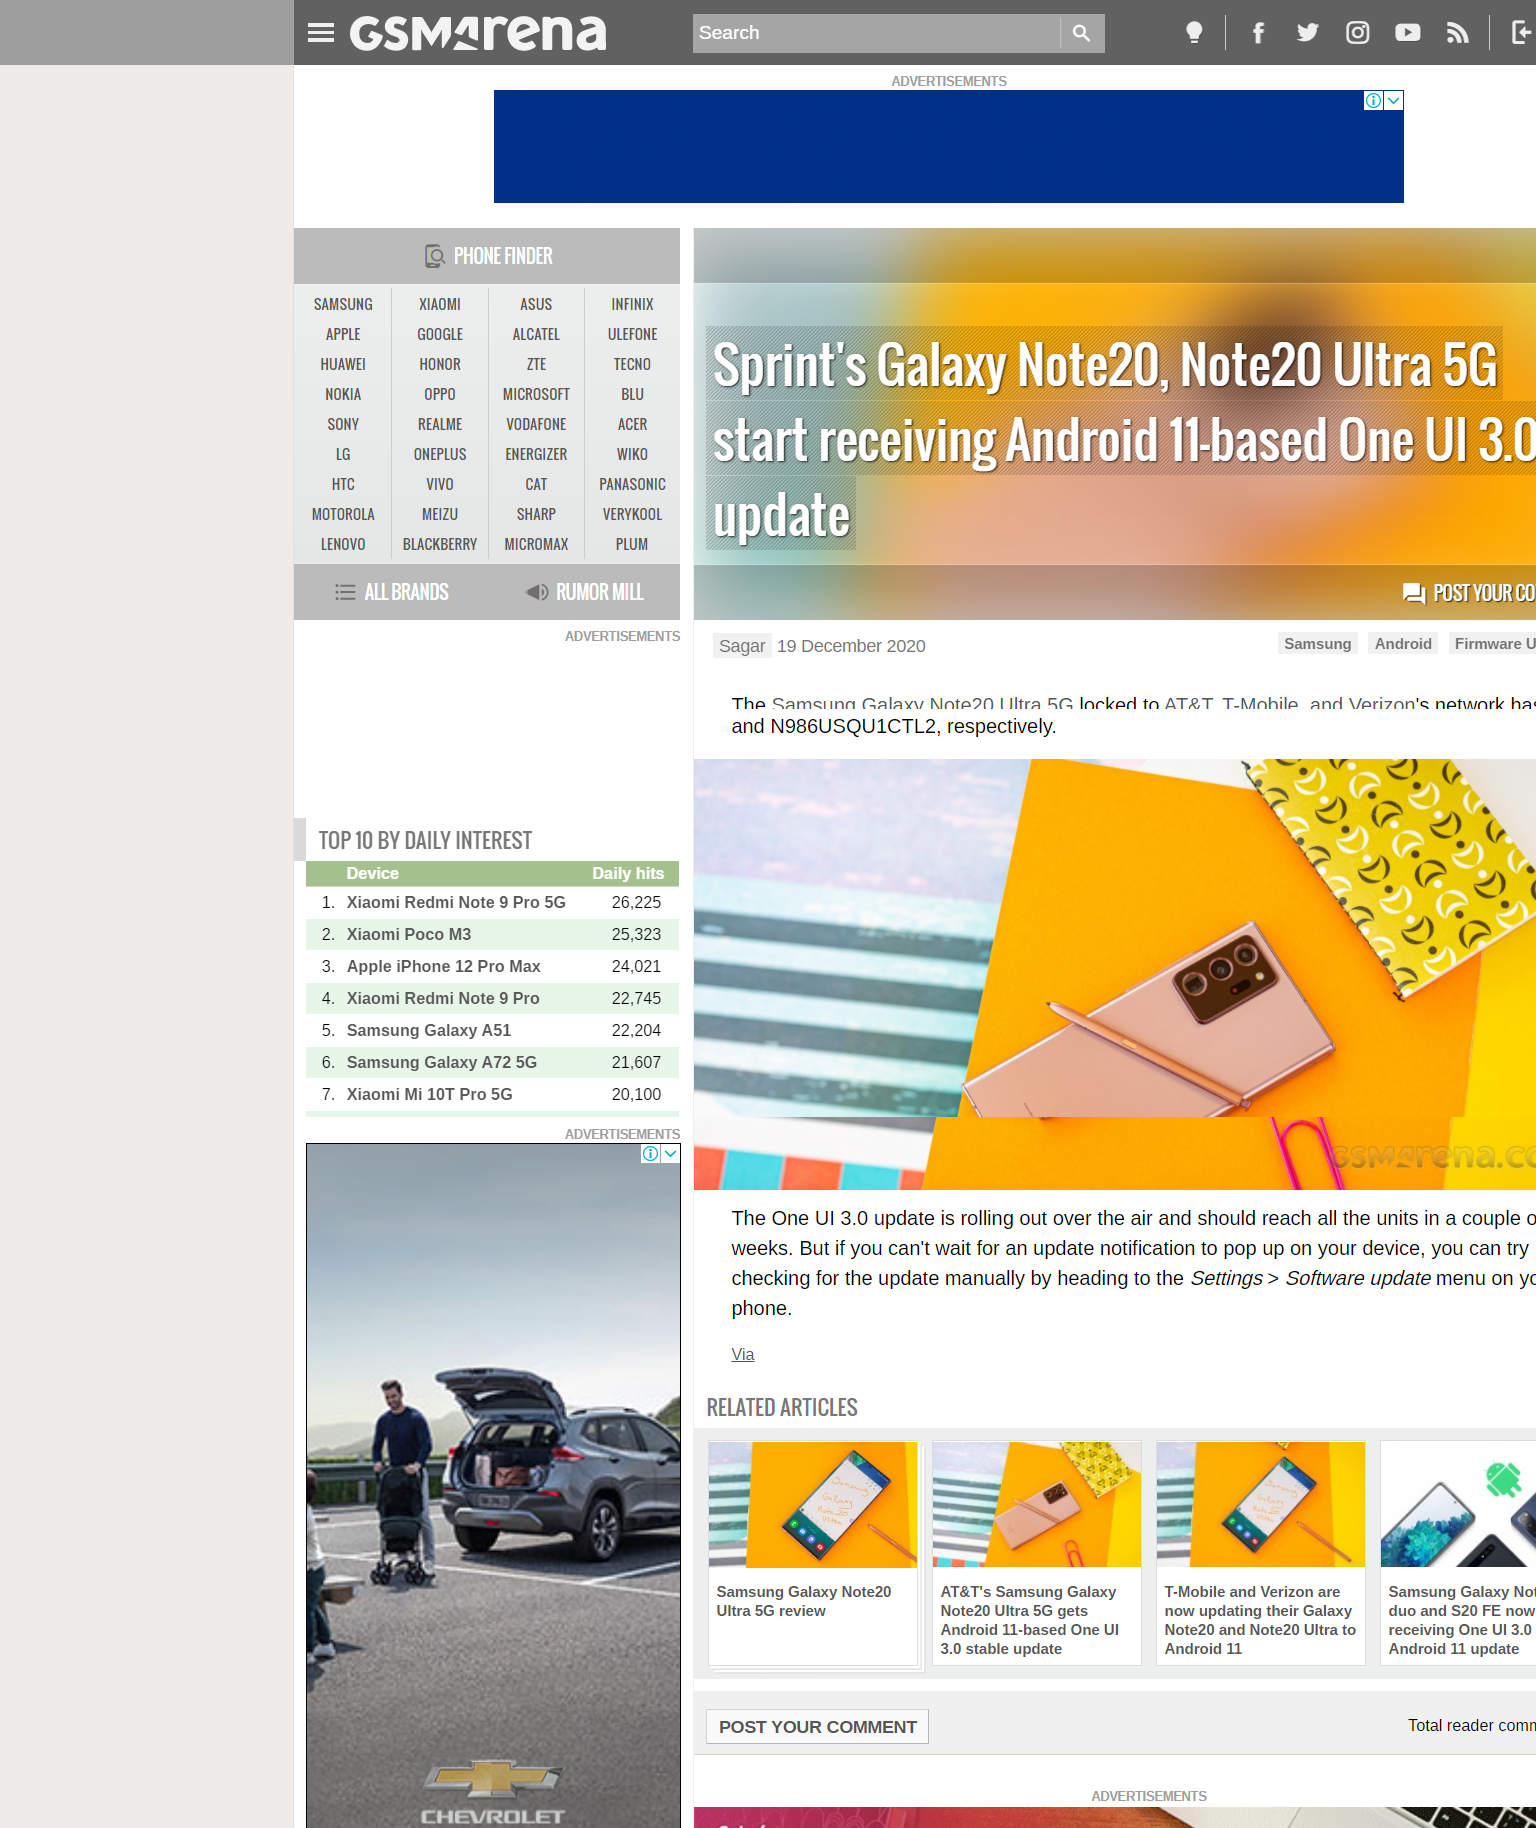 GSMArena
Search
ADVERTISEMENTS
PHONE FINDER
SAMSUNG XIAOMI ASUS INFINIX
APPLE GOOGLE ALCATEL ULEFONE
HUAWEI HONOR ZTE TECNO
NOKIA OPPO MICROSOFT BLU
SONY REALME VODAFONE ACER
LG ONEPLUS ENERGIZER WIKO
HTC VIVO CAT PANASONIC
MOTOROLA MEIZU SHARP VERYKOOL
LENOVO BLACKBERRY MICROMAX PLUM
ALL BRANDS RUMOR MILL
Sprint's Galaxy Note20, Note20 Ultra 5G
start receiving Android 11-based One UI 3.0
update
POST YOUR CO
Sagar 19 December 2020
Samsung Android Firmware U
The Samsung Galaxy Note20 Ultra 5G locked to AT&T, T-Mobile, and Verizon's network has
and N986USQU1CTL2, respectively.
ADVERTISEMENTS
TOP 10 BY DAILY INTEREST
Device Daily hits
1. Xiaomi Redmi Note 9 Pro 5G 26,225
2. Xiaomi Poco M3 25,323
3. Apple iPhone 12 Pro Max 24,021
4. Xiaomi Redmi Note 9 Pro 22,745
5. Samsung Galaxy A51 22,204
6. Samsung Galaxy A72 5G 21,607
7. Xiaomi Mi 10T Pro 5G 20,100
ADVERTISEMENTS
CHEVROLET
GSMArena.co
The One UI 3.0 update is rolling out over the air and should reach all the units in a couple o
weeks. But if you can't wait for an update notification to pop up on your device, you can try
checking for the update manually by heading to the Settings > Software update menu on yo
phone.
Via
RELATED ARTICLES
Samsung
Galaxy
Note20
Ultra
Samsung Galaxy Note20
Ultra 5G review
AT&T's Samsung Galaxy
Note20 Ultra 5G gets
Android 11-based One UI
3.0 stable update
Samsung
Galaxy
Note20
Ultra
T-Mobile and Verizon are
now updating their Galaxy
Note20 and Note20 Ultra to
Android 11
Samsung Galaxy Not
duo and S20 FE now
receiving One UI 3.0
Android 11 update
POST YOUR COMMENT
Total reader comm
ADVERTISEMENTS